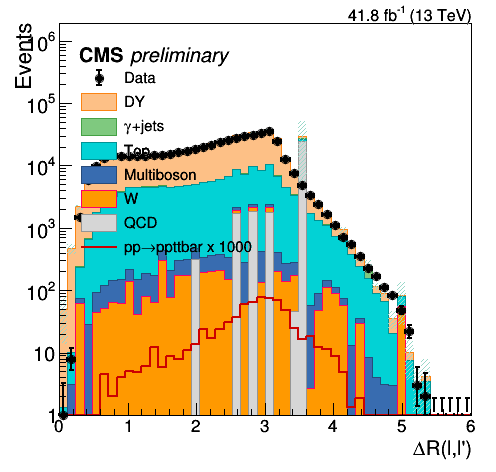 41.8 fb⁻¹ (13 TeV)
Events
CMS preliminary
Data
DY
γ+jets
Top
Multiboson
W
QCD
pp→ppttbar x 1000
10⁶
10⁵
10⁴
10³
10²
10
1
0 1 2 3 4 5 6
ΔR(l,l')